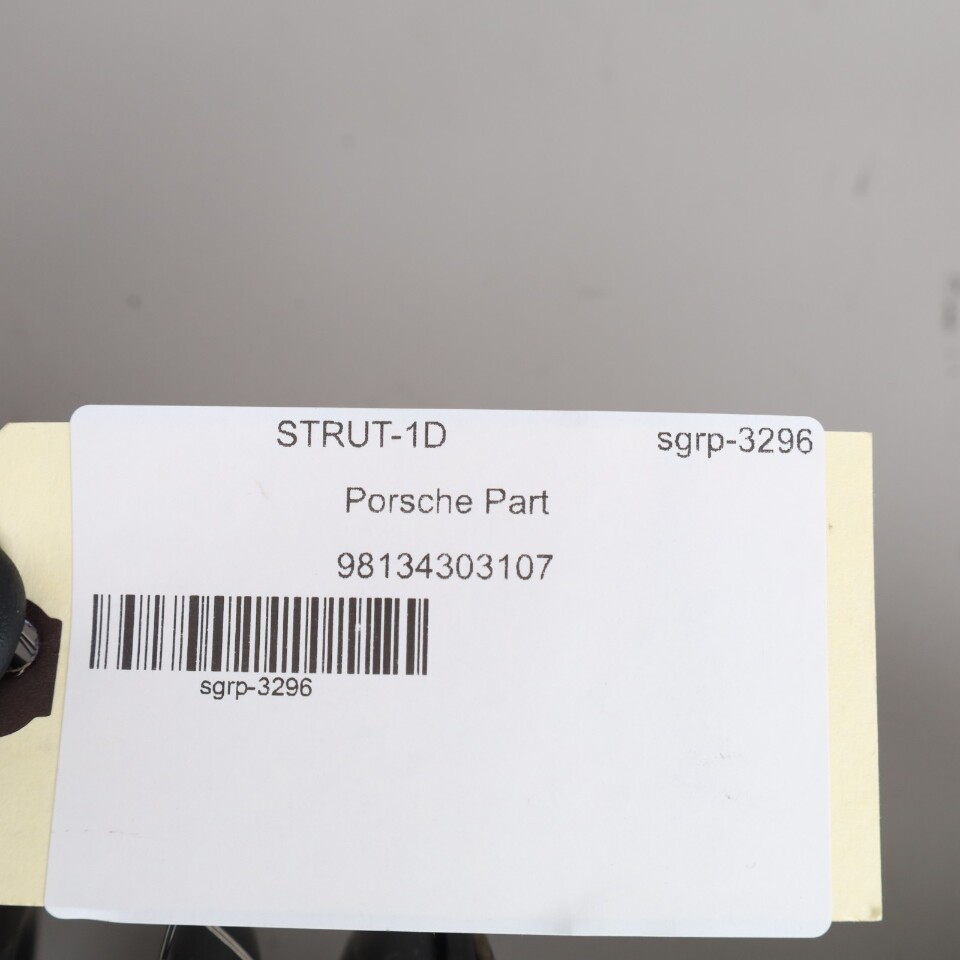 STRUT-1D sgrp-3296
Porsche Part
98134303107
sgrp-3296